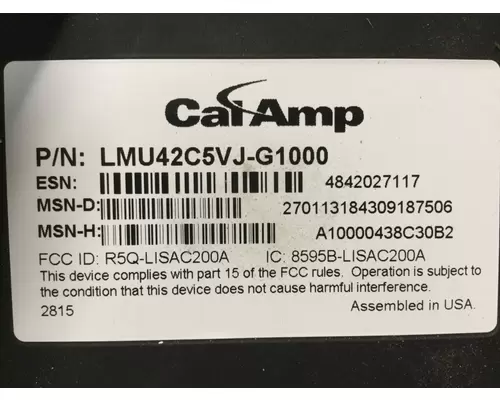 CalAmp
P/N: LMU42C5VJ-G1000
ESN: 4842027117
MSN-D: 270113184309187506
MSN-H: A10000438C30B2
FCC ID: R5Q-LISAC200A IC: 8595B-LISAC200A
This device complies with part 15 of the FCC rules. Operation is subject to
the condition that this device does not cause harmful interference.
2815 Assembled in USA.